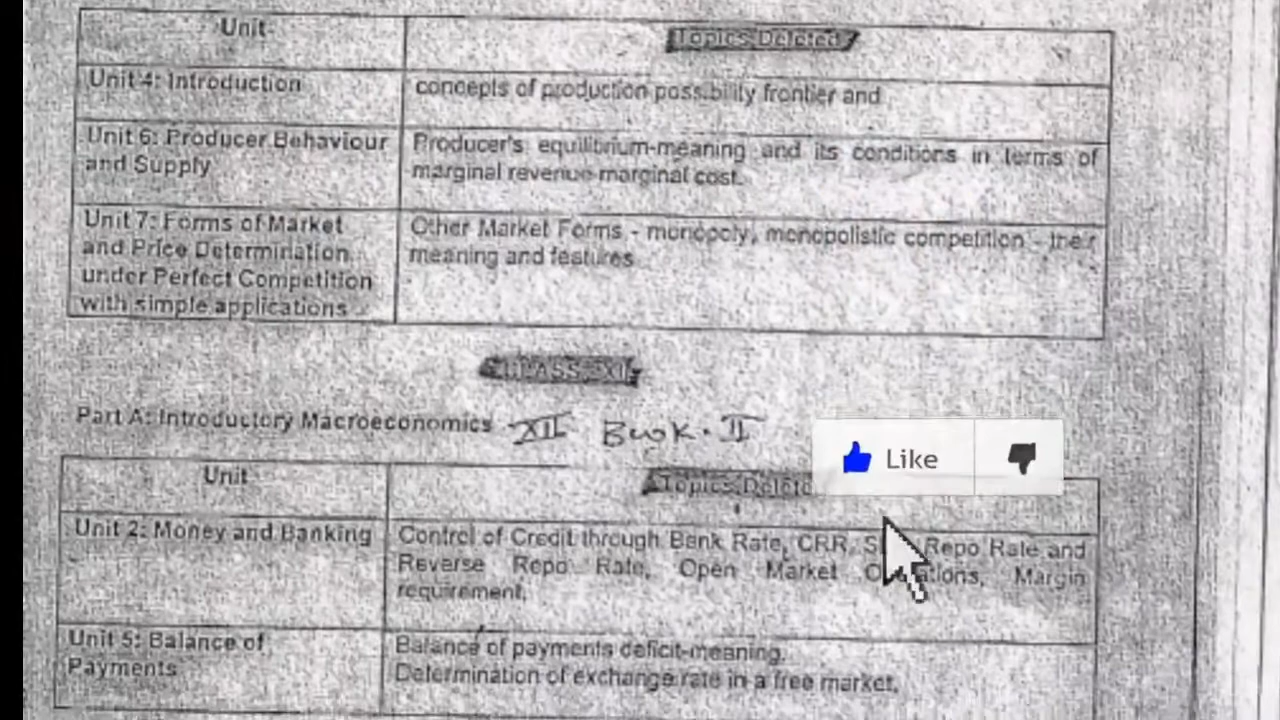 Unit
Topics Deleted
Unit 4: Introduction
concepts of production possibility frontier and
Unit 6: Producer Behaviour
and Supply
Producer's equilibrium-meaning and its conditions in terms of
marginal revenue-marginal cost.
Unit 7: Forms of Market
and Price Determination
under Perfect Competition
with simple applications
Other Market Forms - monopoly, monopolistic competition - their
meaning and features
Part A: Introductory Macroeconomics XII Book. II
Like
Unit
Topics
Unit 2: Money and Banking
Control of Credit through Bank Rate, CRR, Repo Rate and
Reverse Repo Rate, Open Market Margin
requirement.
Unit 5: Balance of
Payments
Balance of payments deficit-meaning.
Determination of exchange rate in a free market.